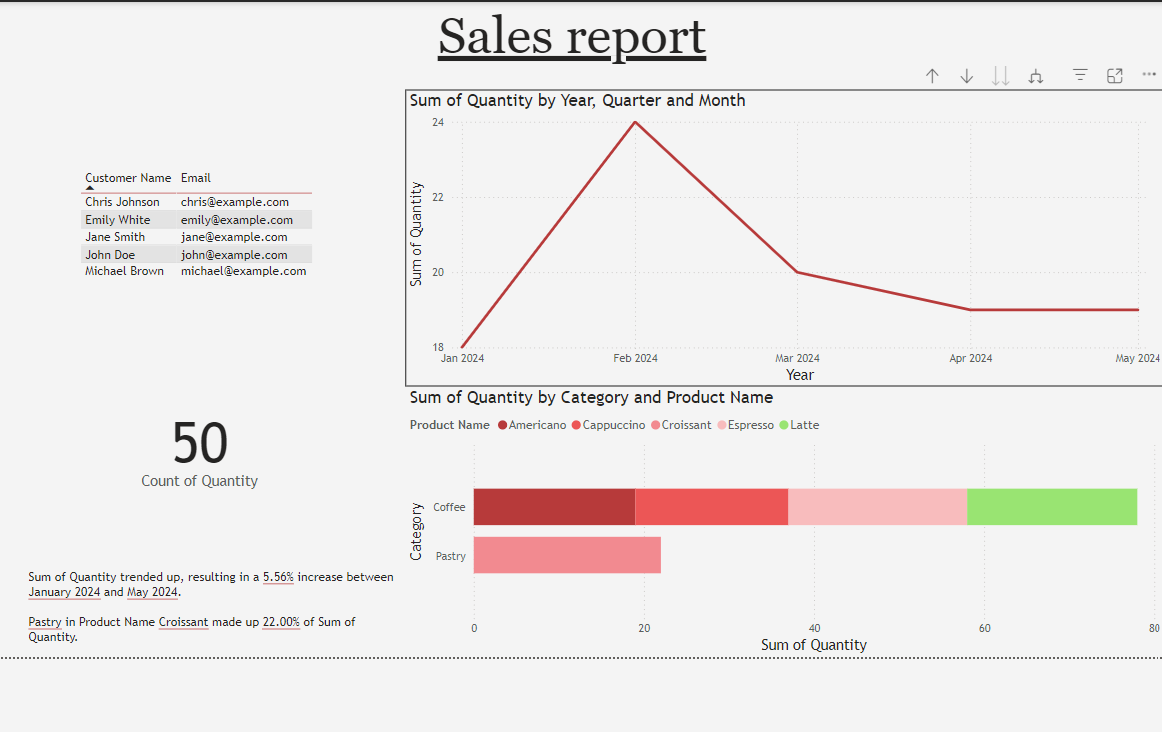 Sales report
Customer Name Email
Chris Johnson chris@example.com
Emily White emily@example.com
Jane Smith jane@example.com
John Doe john@example.com
Michael Brown michael@example.com
50
Count of Quantity
Sum of Quantity trended up, resulting in a 5.56% increase between
January 2024 and May 2024.
Pastry in Product Name Croissant made up 22.00% of Sum of
Quantity.
Sum of Quantity by Year, Quarter and Month
Sum of Quantity
24
22
20
18
Jan 2024 Feb 2024 Mar 2024 Apr 2024 May 2024
Year
Sum of Quantity by Category and Product Name
Product Name Americano Cappuccino Croissant Espresso Latte
Category
Coffee
Pastry
0 20 40 60 80
Sum of Quantity